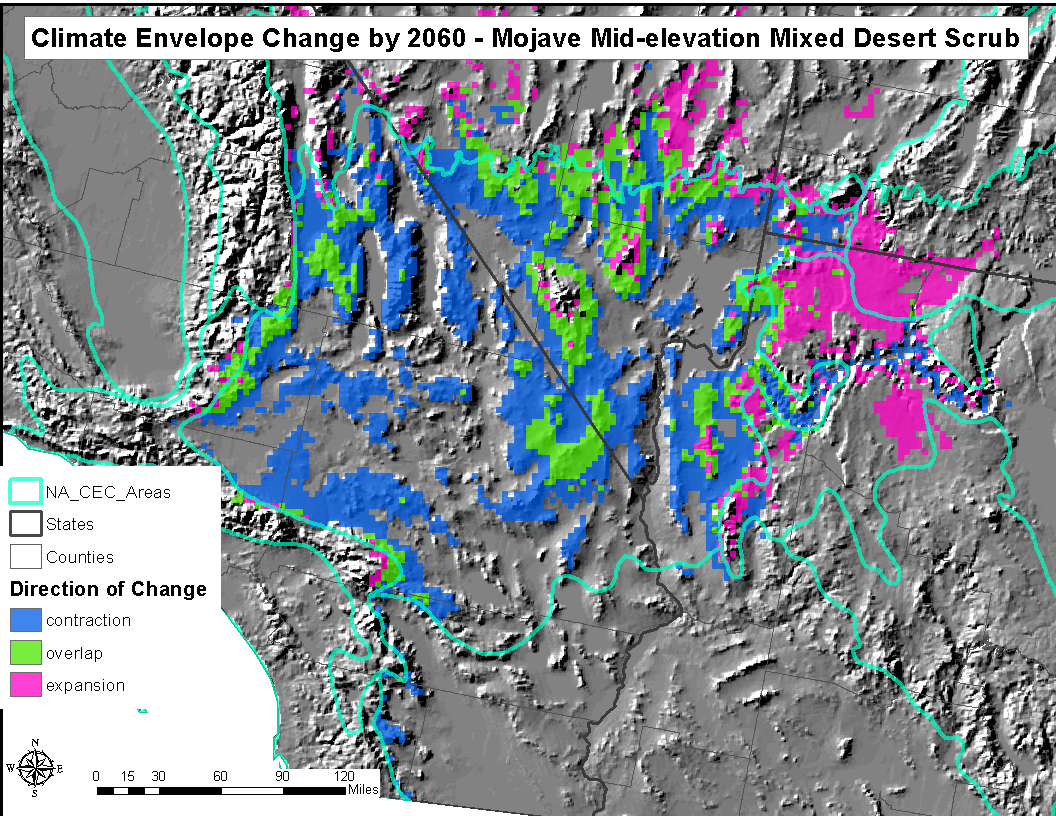 Climate Envelope Change by 2060 - Mojave Mid-elevation Mixed Desert Scrub
NA_CEC_Areas
States
Counties
Direction of Change
contraction
overlap
expansion
N
W E
S
0 15 30 60 90 120
Miles